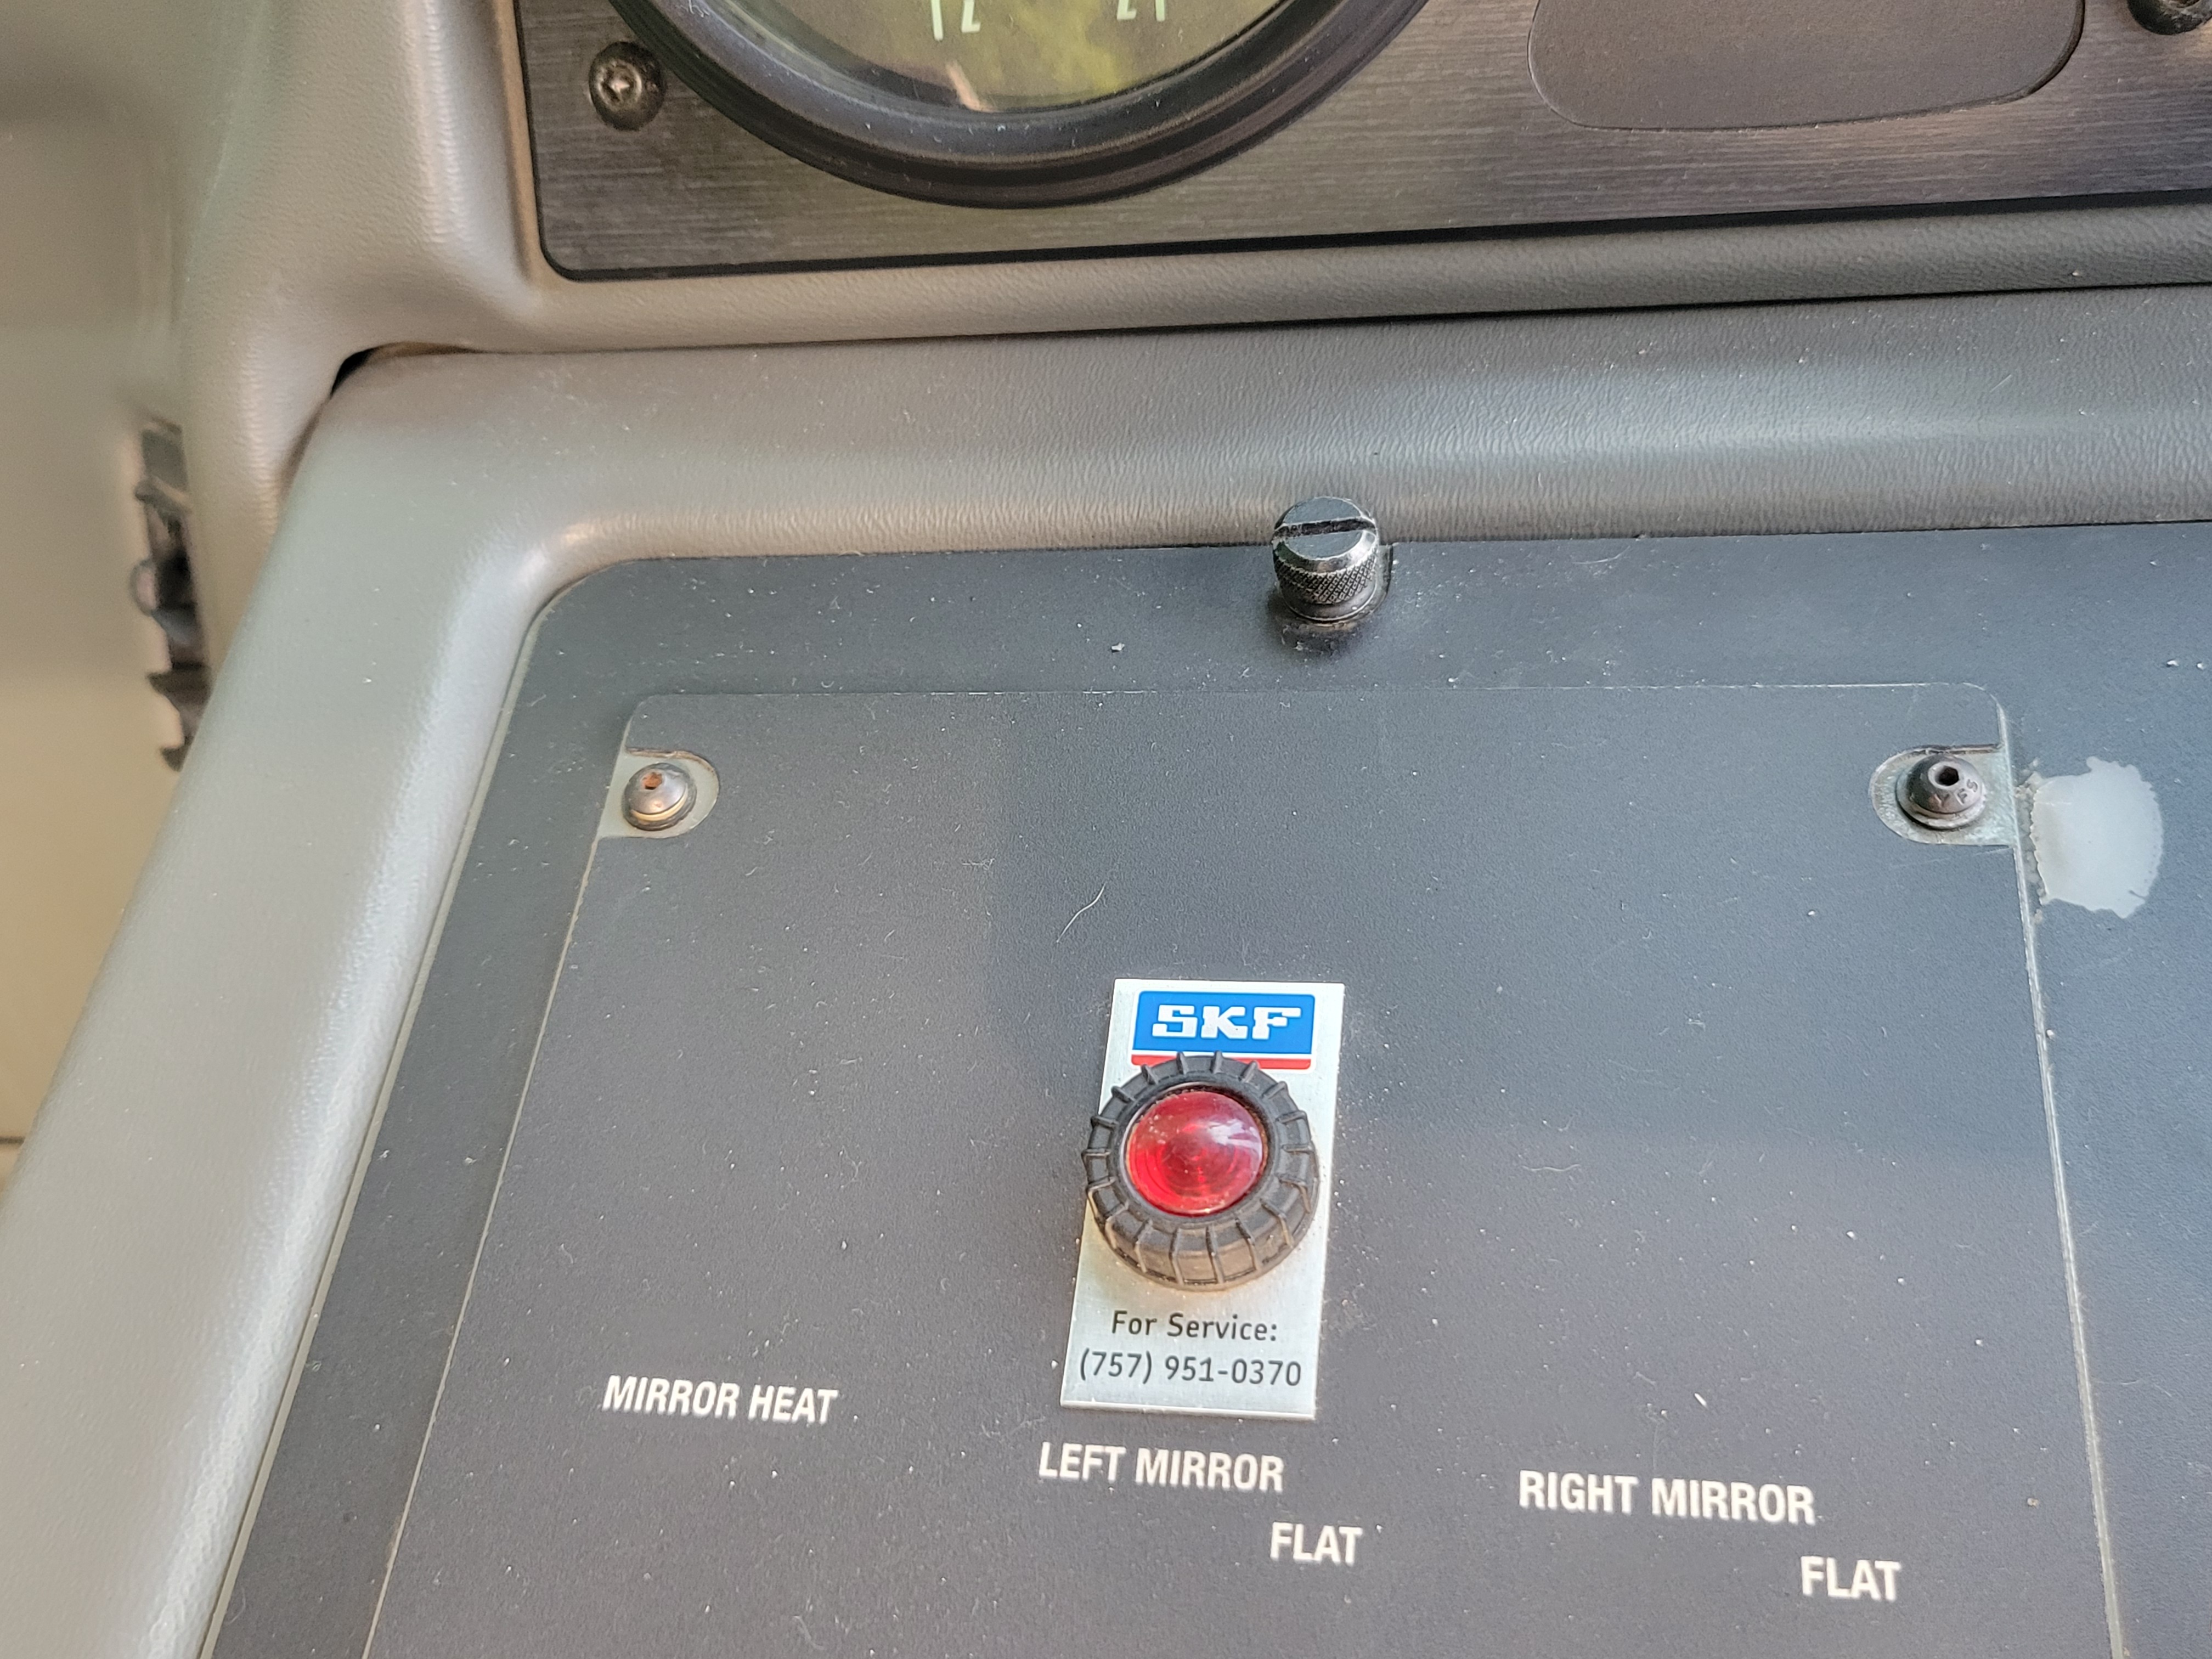 SKF
For Service:
(757) 951-0370
MIRROR HEAT
LEFT MIRROR
FLAT
RIGHT MIRROR
FLAT